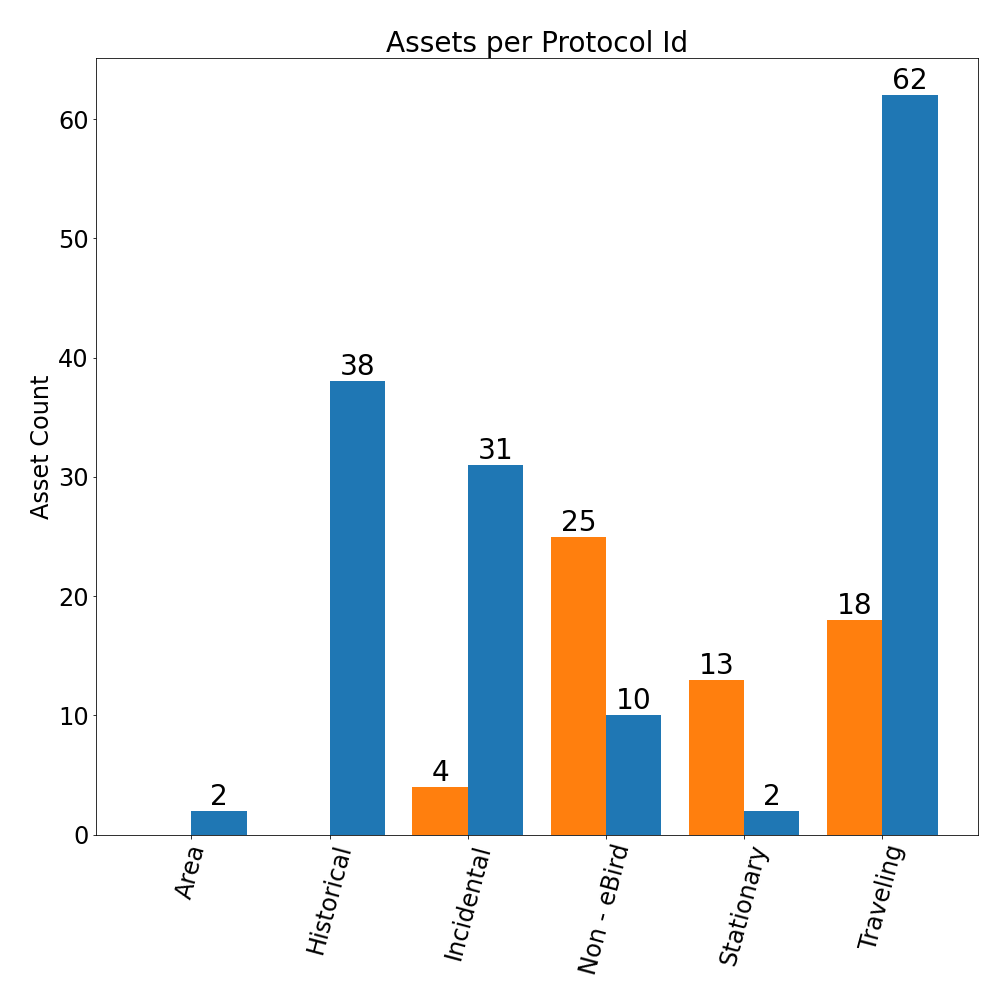 Assets per Protocol Id
62
60
50
40
38
Asset Count
31
30
25
20
18
13
10
10
4
2
2
0
Area
Historical
Incidental
Non - eBird
Stationary
Traveling